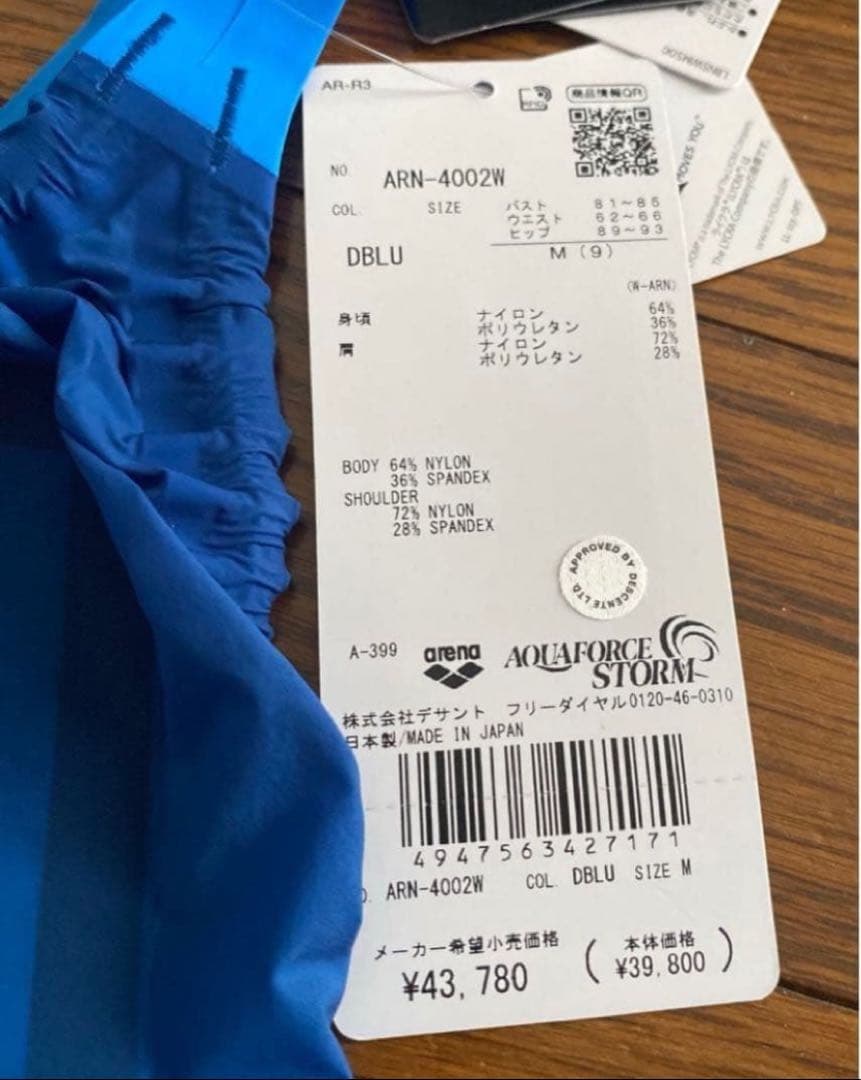 AR-R3
商品情報QR
NO. ARN-4002W
COL. SIZE バスト 81~85
ウエスト 62~66
ヒップ 89~93
DBLU M (9)
(W-ARN)
身頃 ナイロン 64%
ポリウレタン 36%
肩 ナイロン 72%
ポリウレタン 28%
BODY 64% NYLON
36% SPANDEX
SHOULDER
72% NYLON
28% SPANDEX
APPROVED BY DESCENTE LTD.
A-399 arena AQUAFORCE
STORM
株式会社デサント フリーダイヤル0120-46-0310
日本製/MADE IN JAPAN
4947563427171
ARN-4002W COL. DBLU SIZE M
メーカー希望小売価格 ( 本体価格 )
¥43,780 ¥39,800
MOVES YOU"
The LYCRA Company